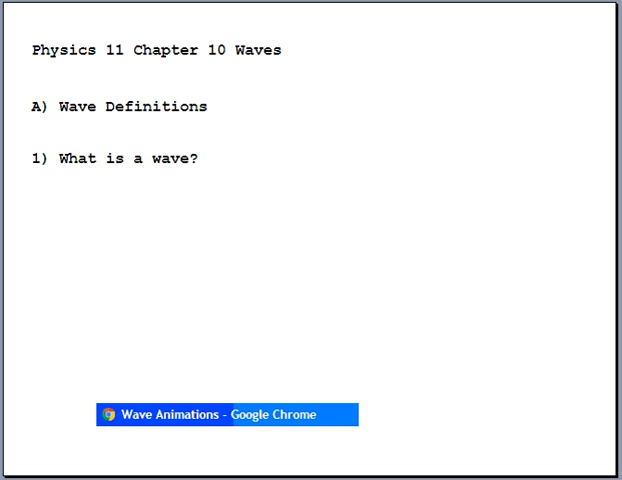 Physics 11 Chapter 10 Waves
A) Wave Definitions
1) What is a wave?
Wave Animations - Google Chrome